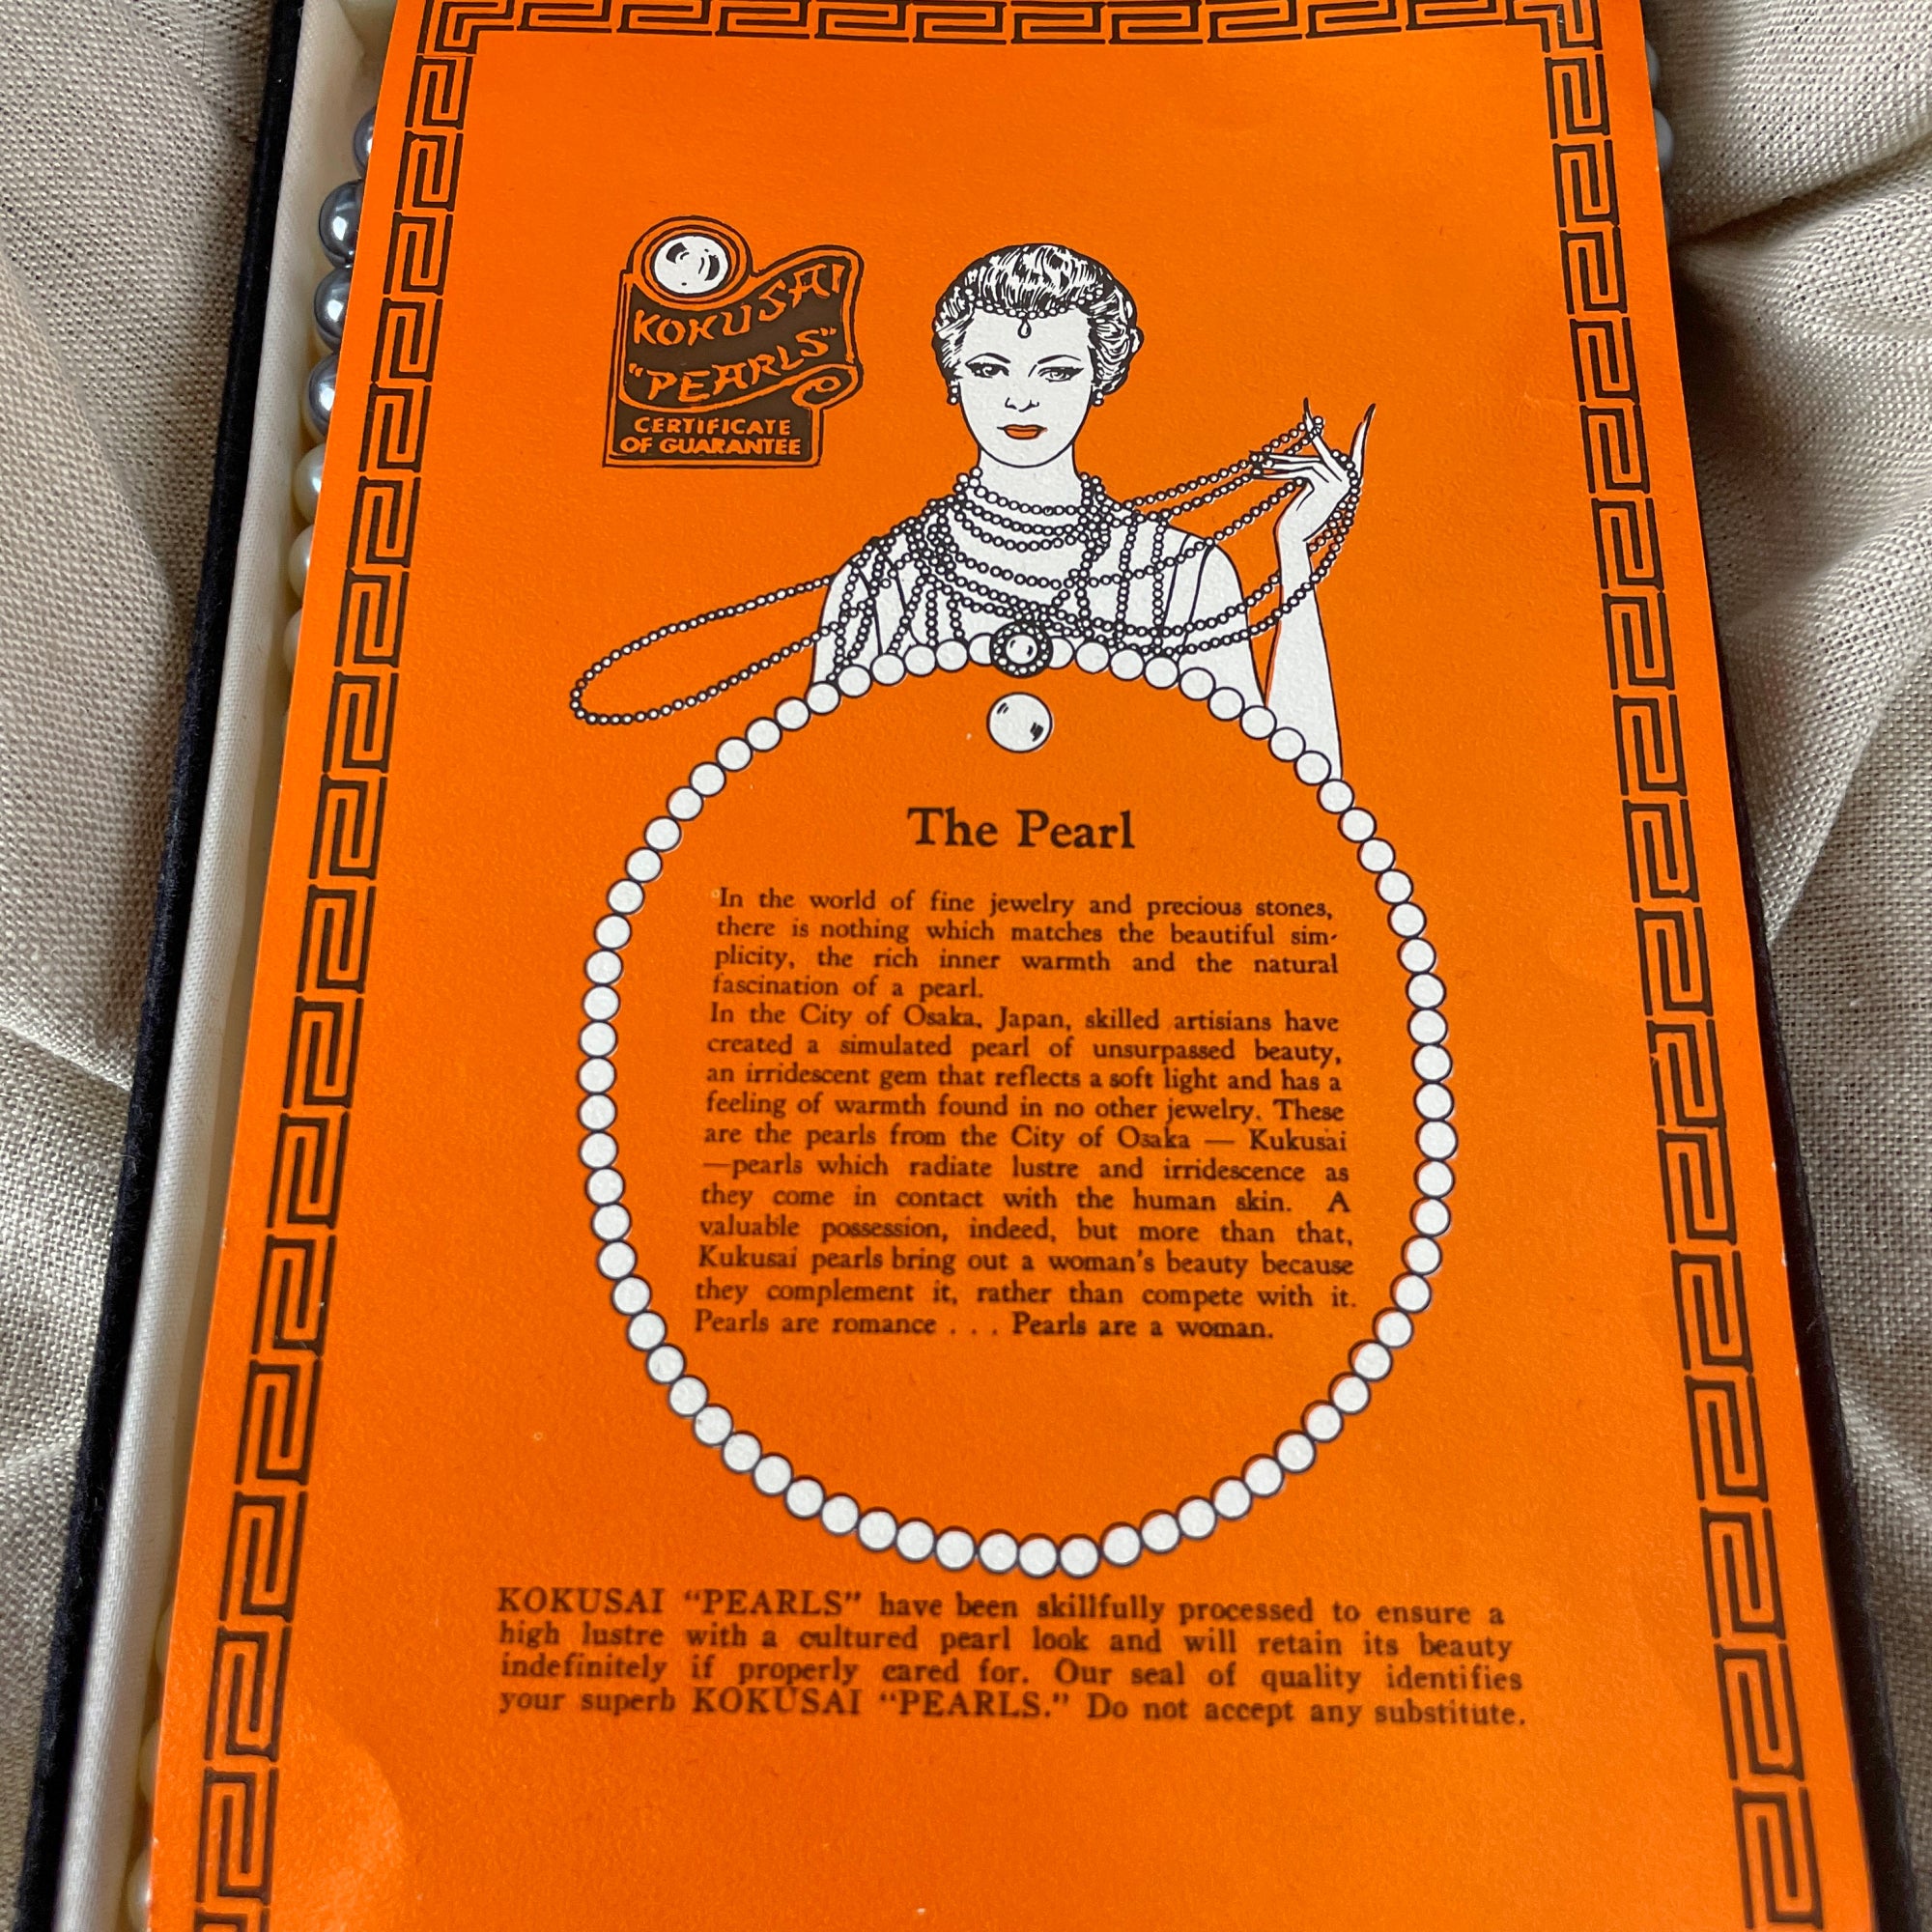 KOKUSAI
"PEARLS"
CERTIFICATE
OF GUARANTEE
The Pearl
In the world of fine jewelry and precious stones,
there is nothing which matches the beautiful sim-
plicity, the rich inner warmth and the natural
fascination of a pearl.
In the City of Osaka, Japan, skilled artisians have
created a simulated pearl of unsurpassed beauty,
an irridescent gem that reflects a soft light and has a
feeling of warmth found in no other jewelry. These
are the pearls from the City of Osaka — Kukusai
—pearls which radiate lustre and irridescence as
they come in contact with the human skin. A
valuable possession, indeed, but more than that,
Kukusai pearls bring out a woman's beauty because
they complement it, rather than compete with it.
Pearls are romance . . . Pearls are a woman.
KOKUSAI "PEARLS" have been skillfully processed to ensure a
high lustre with a cultured pearl look and will retain its beauty
indefinitely if properly cared for. Our seal of quality identifies
your superb KOKUSAI "PEARLS." Do not accept any substitute.